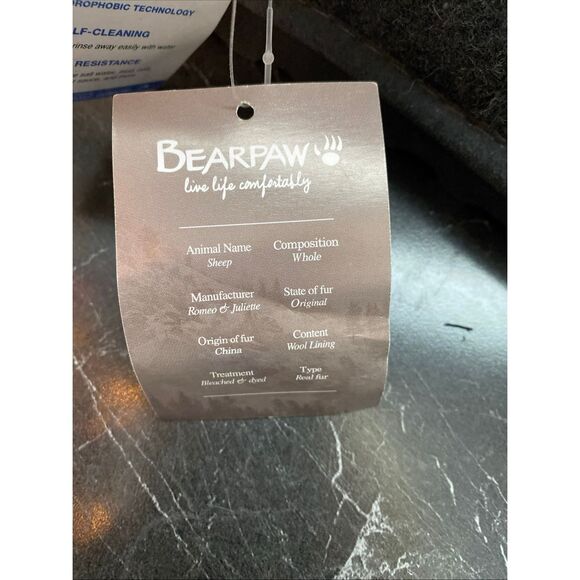 ROPHOBIC TECHNOLOGY
LF-CLEANING
rinse away easily with water
RESISTANCE
BEARPAW
live life comfortably
Animal Name
Sheep
Composition
Whole
Manufacturer
Romeo & Juliette
State of fur
Original
Origin of fur
China
Content
Wool Lining
Treatment
Bleached & dyed
Type
Real fur